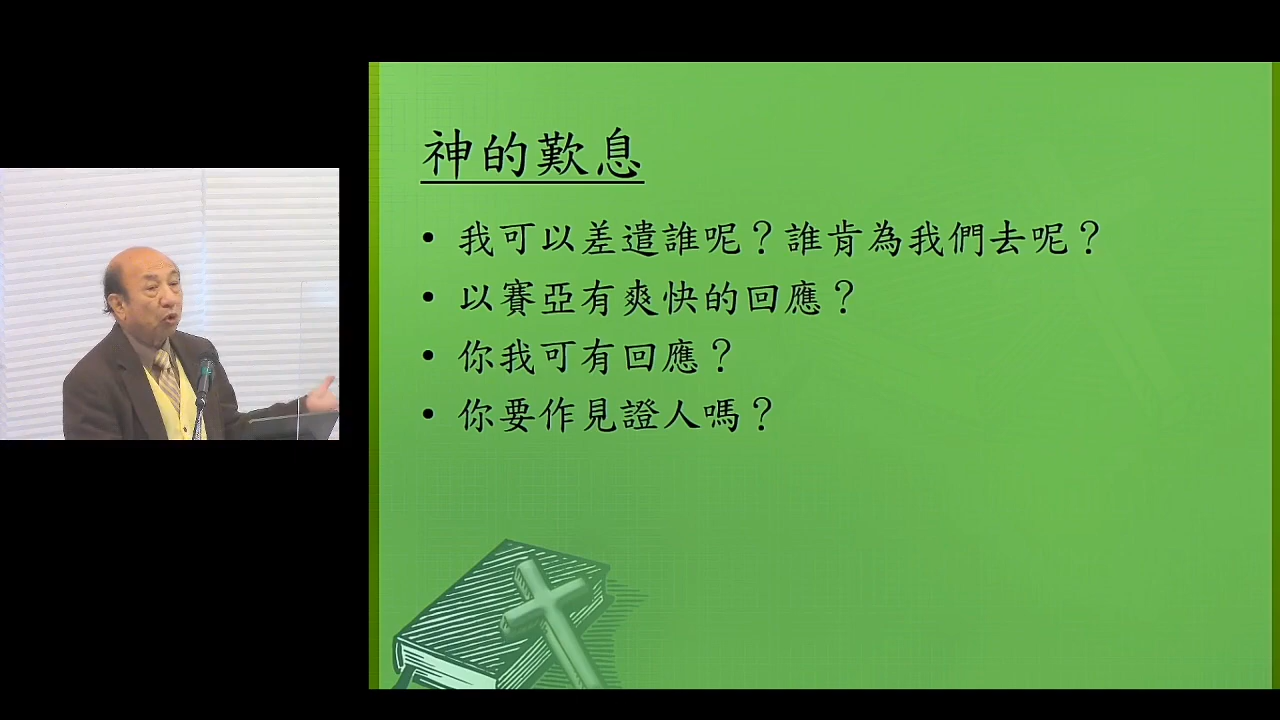 神的歎息
• 我可以差遣誰呢？誰肯為我們去呢？
• 以賽亞有爽快的回應？
• 你我可有回應？
• 你要作見證人嗎？